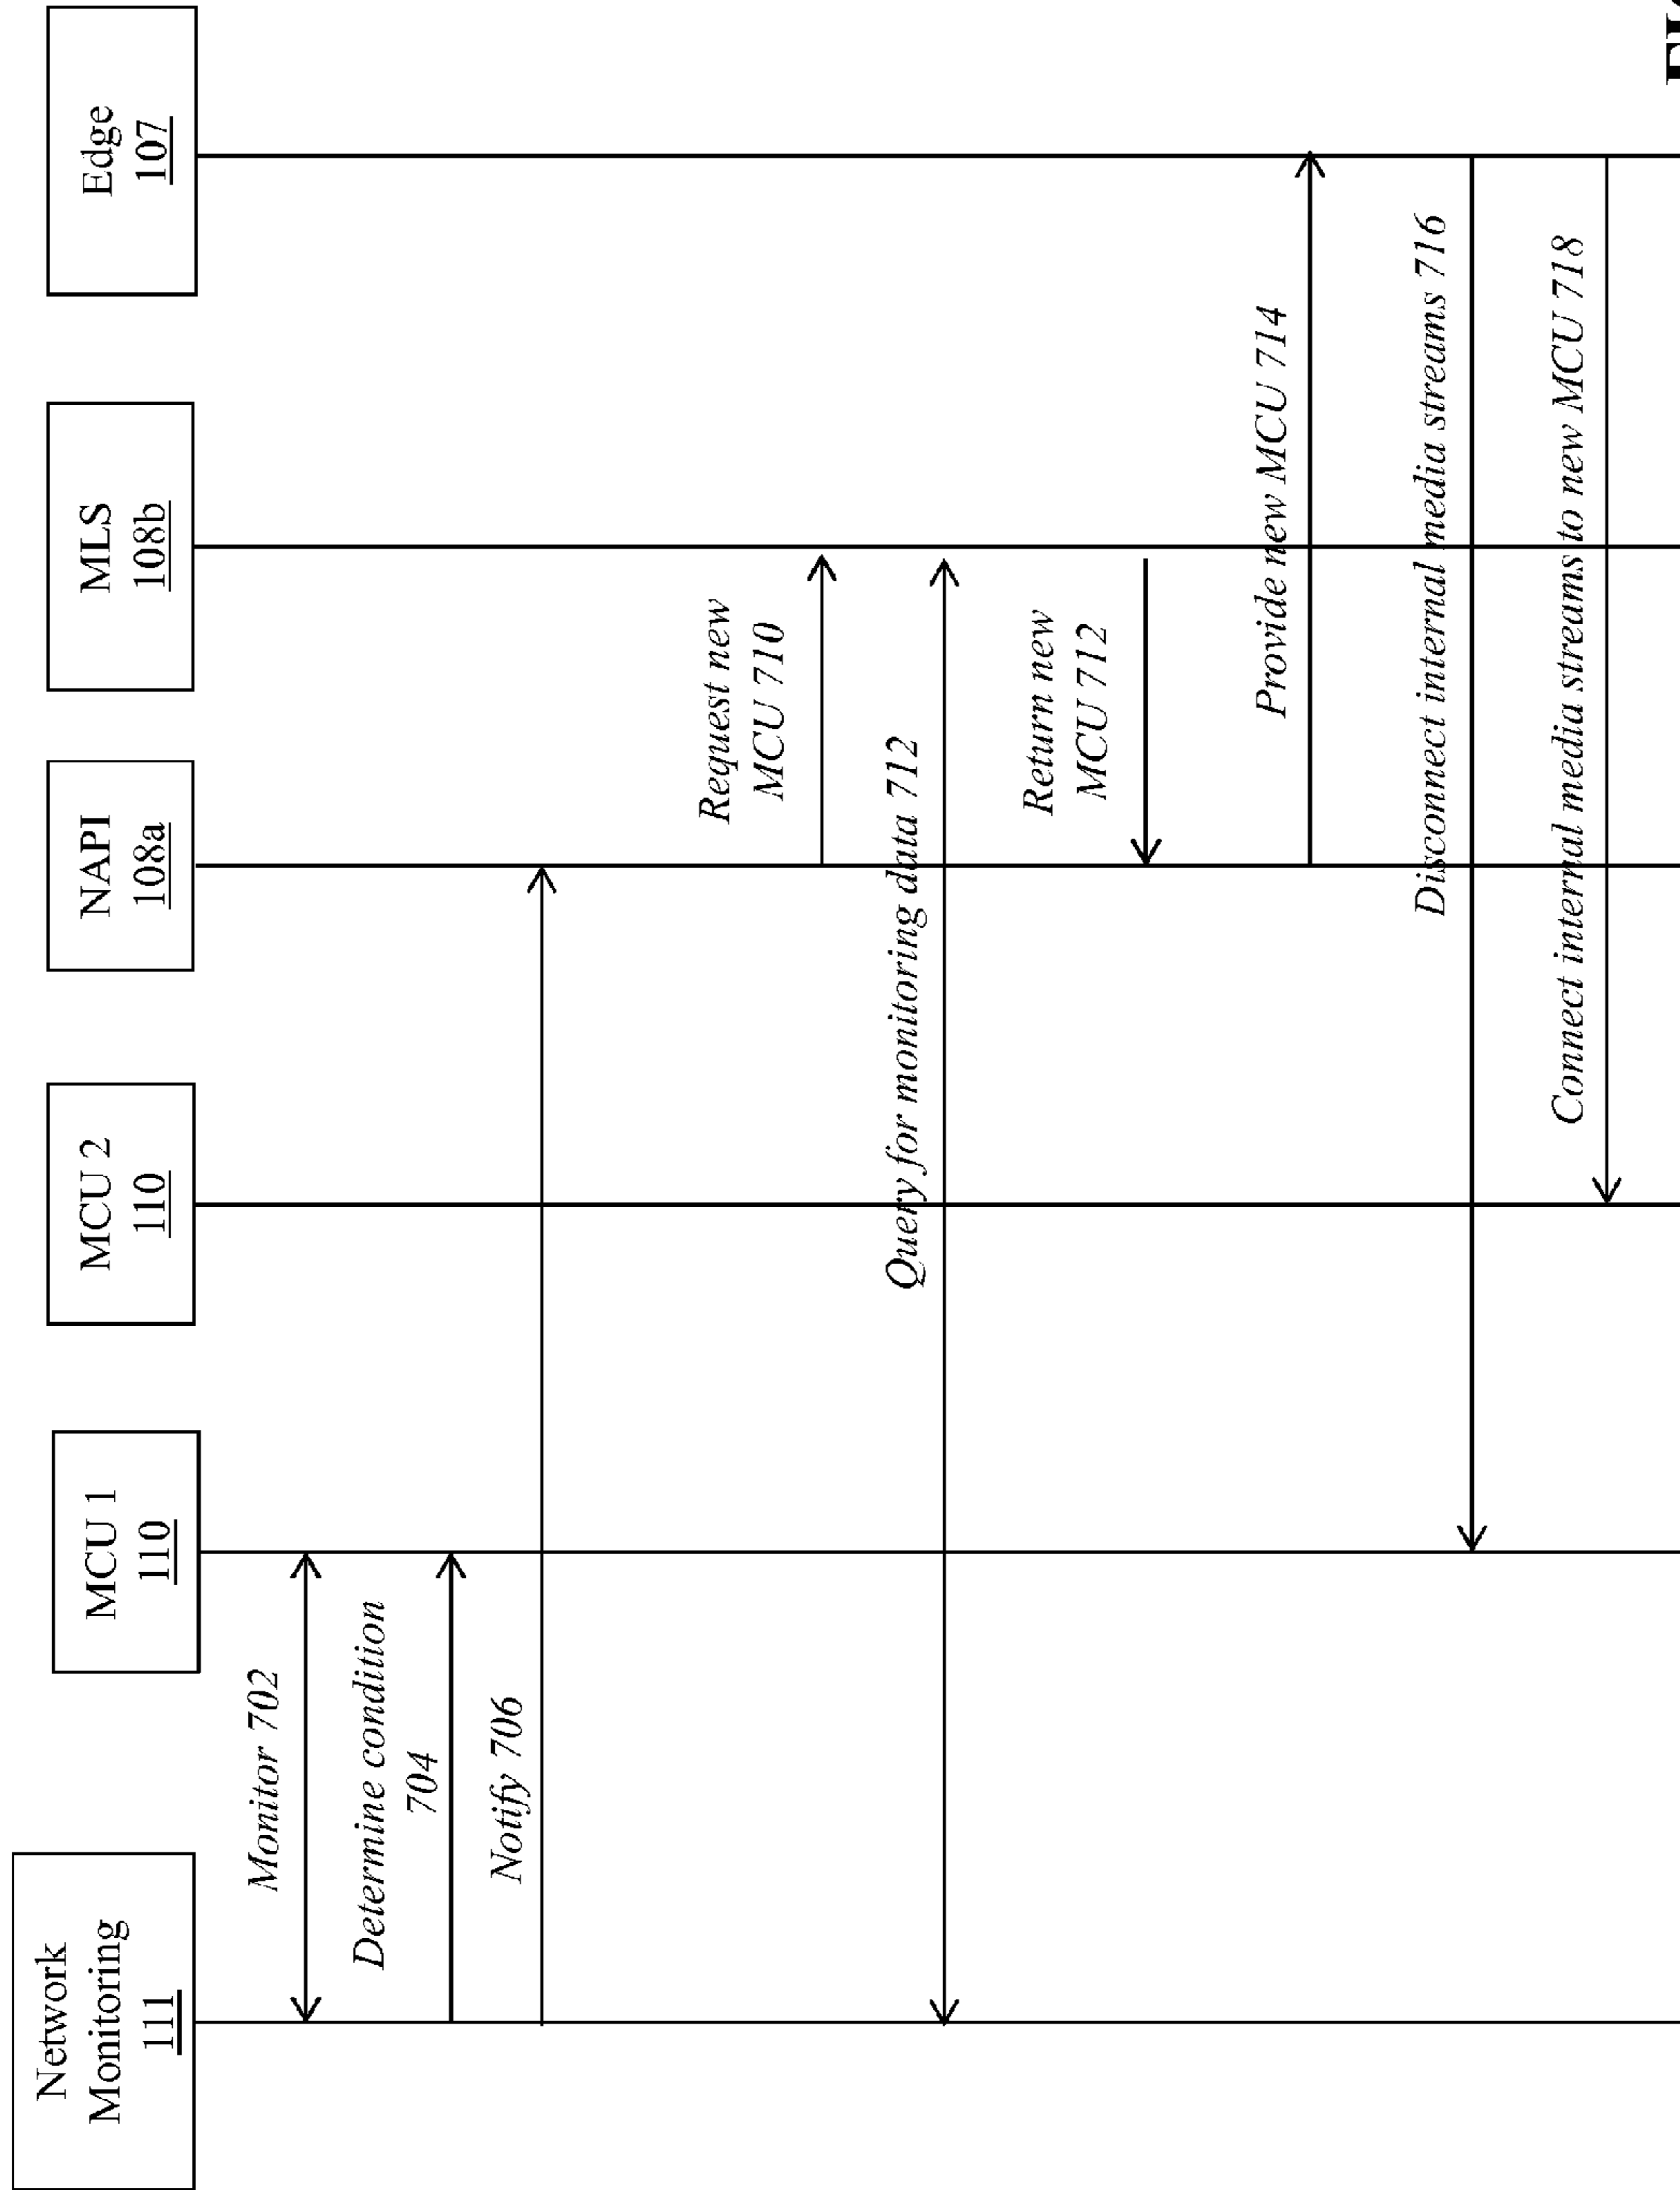 Network
Monitoring
111
MCU 1
110
MCU 2
110
NAPI
108a
MLS
108b
Edge
107
Monitor 702
Determine condition
704
Notify 706
Request new
MCU 710
Query for monitoring data 712
Return new
MCU 712
Provide new MCU 714
Disconnect internal media streams 716
Connect internal media streams to new MCU 718